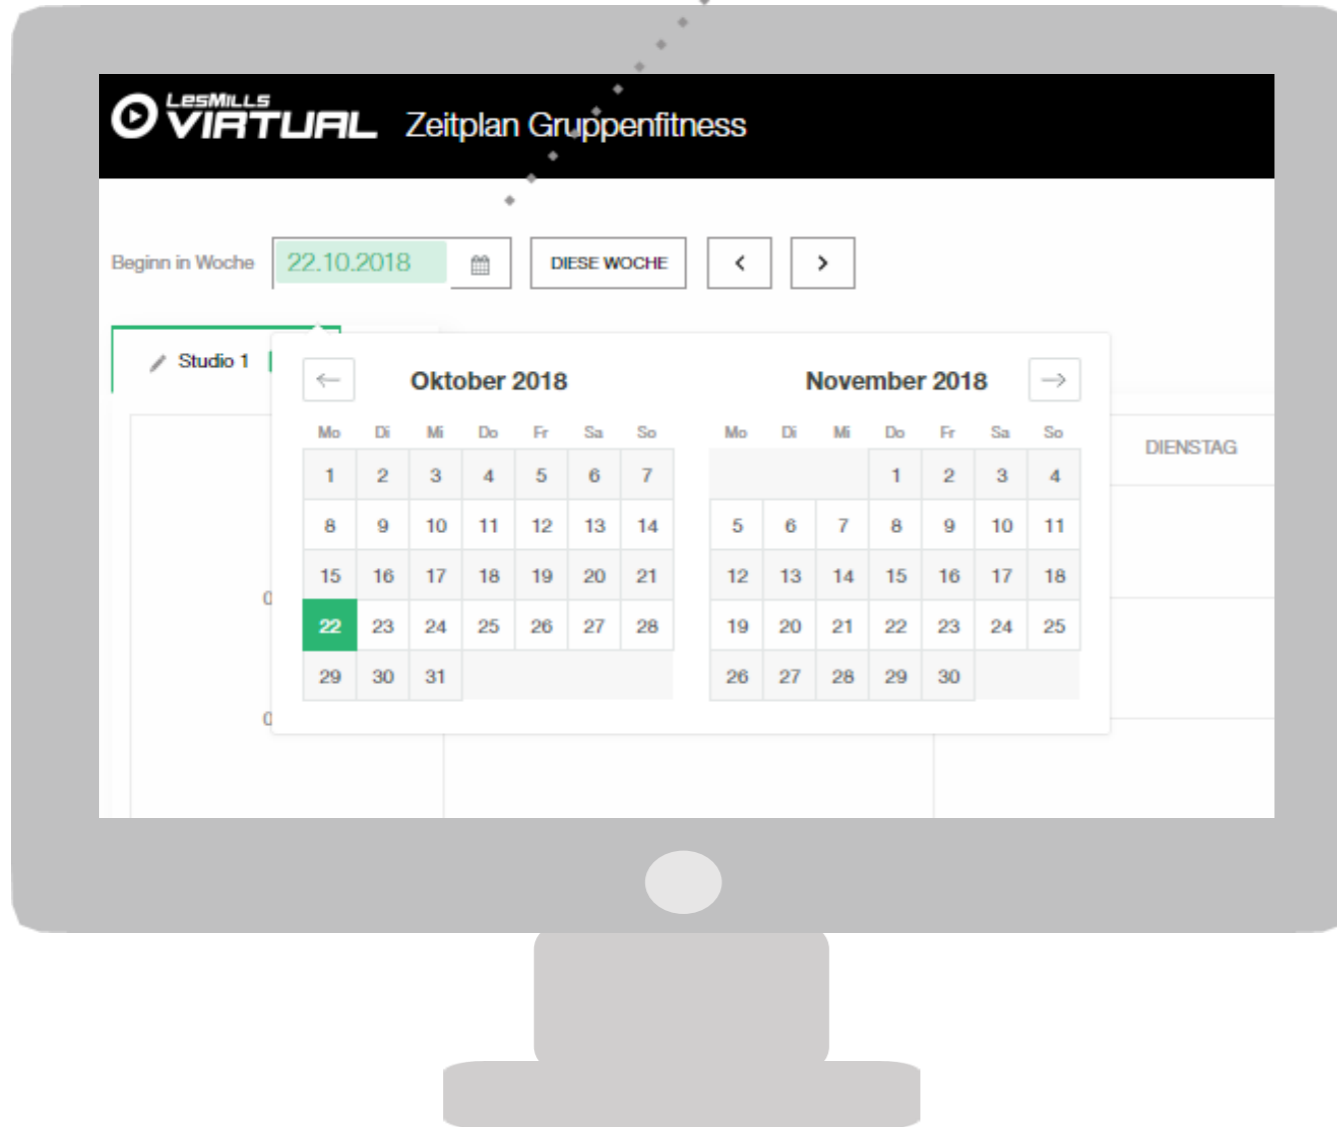 LESMILLS
VIRTUAL Zeitplan Gruppenfitness
Beginn in Woche 22.10.2018 DIESE WOCHE
Studio 1
Oktober 2018 November 2018
Mo Di Mi Do Fr Sa So Mo Di Mi Do Fr Sa So
DIENSTAG
1 2 3 4 5 6 7 1 2 3 4
8 9 10 11 12 13 14 5 6 7 8 9 10 11
15 16 17 18 19 20 21 12 13 14 15 16 17 18
22 23 24 25 26 27 28 19 20 21 22 23 24 25
29 30 31 26 27 28 29 30